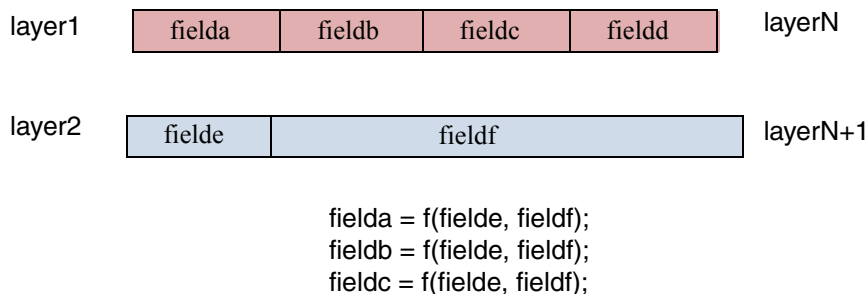 layer1 fielda fieldb fieldc fieldd layerN
layer2 fielde fieldf layerN+1
fielda = f(fielde, fieldf);
fieldb = f(fielde, fieldf);
fieldc = f(fielde, fieldf);